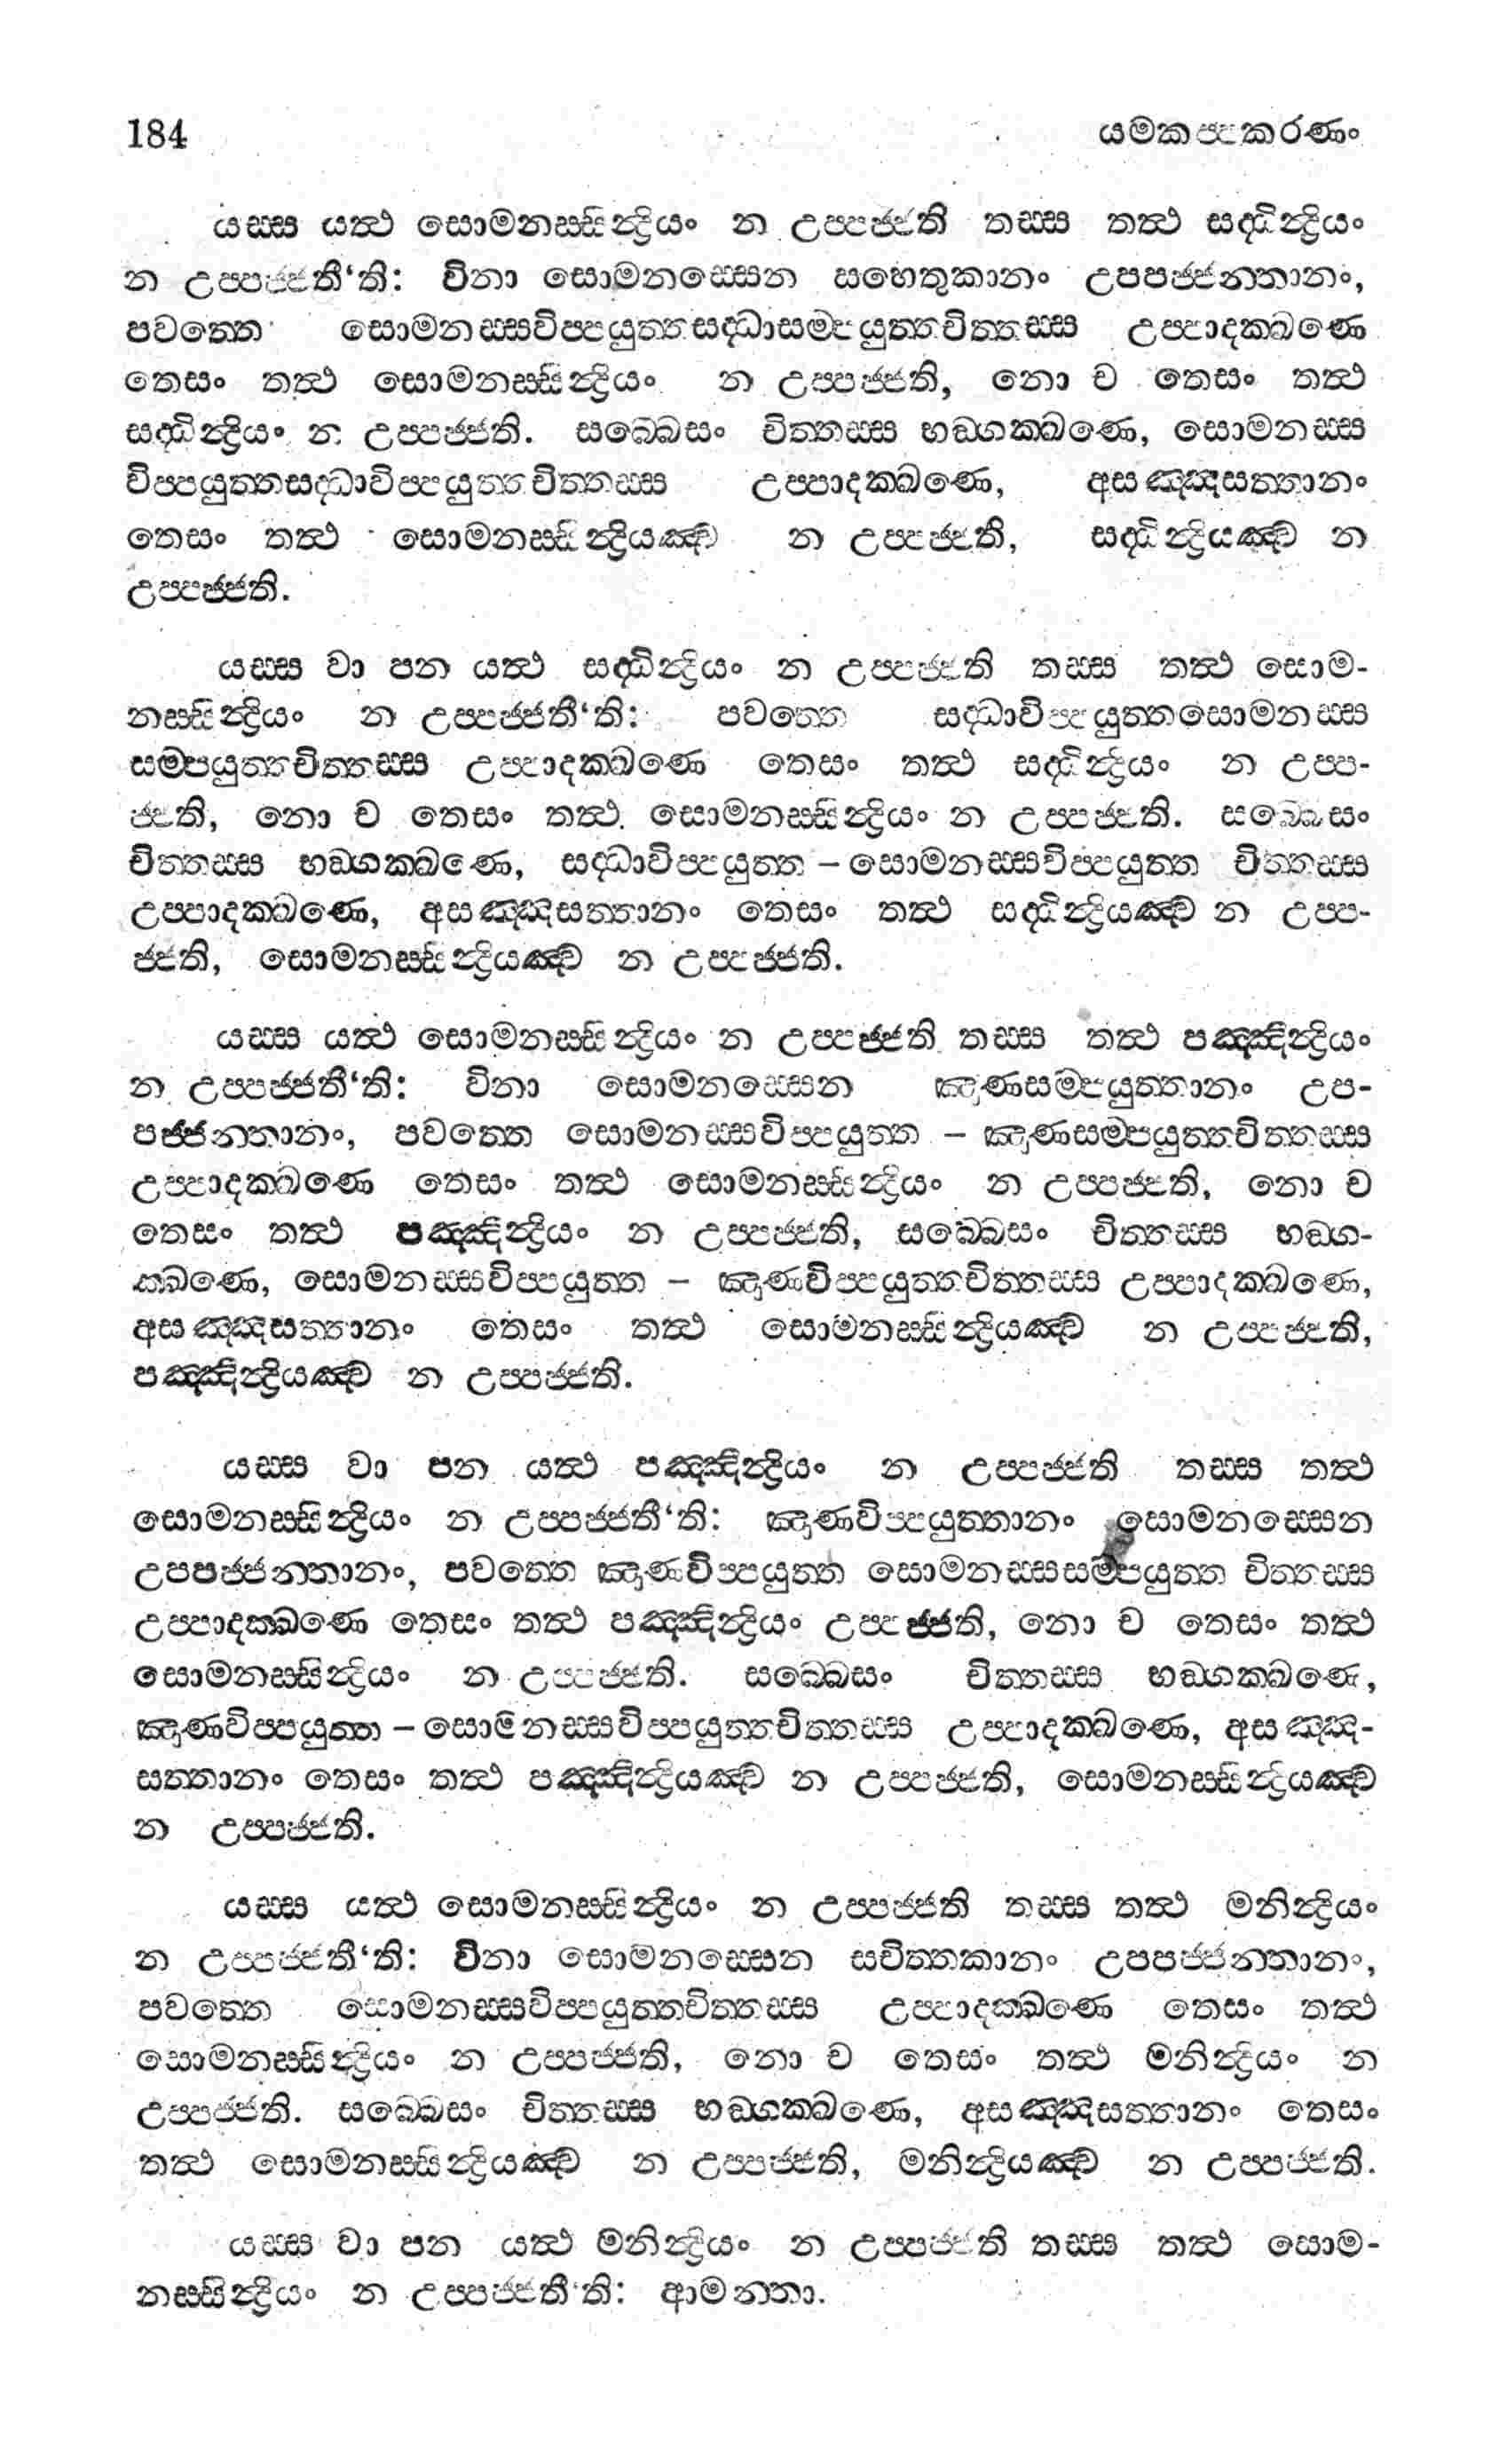 184 යමකප්පකරණං
යස්ස යත්ථ සොමනස්සින්ද්‍රියං න උප්පජ්ජති තස්ස තත්ථ සද්ධින්ද්‍රියං
න උප්පජ්ජතී‘ති: විනා සොමනස්සෙන සහෙතුකානං උපපජ්ජන්තානං,
පවත්තෙ සොමනස්සවිප්පයුත්තසද්ධාසම්පයුත්තචිත්තස්ස උප්පාදක්ඛණෙ
තෙසං තත්ථ සොමනස්සින්ද්‍රියං න උප්පජ්ජති, නො ච තෙසං තත්ථ
සද්ධින්ද්‍රියං න උප්පජ්ජති. සබ්බෙසං චිත්තස්ස භඞ්ගක්ඛණෙ, සොමනස්ස
විප්පයුත්තසද්ධාවිප්පයුත්තචිත්තස්ස උප්පාදක්ඛණෙ, අසඤ්ඤසත්තානං
තෙසං තත්ථ සොමනස්සින්ද්‍රියඤ්ච න උප්පජ්ජති, සද්ධින්ද්‍රියඤ්ච න
උප්පජ්ජති.
යස්ස වා පන යත්ථ සද්ධින්ද්‍රියං න උප්පජ්ජති තස්ස තත්ථ සොම-
නස්සින්ද්‍රියං න උප්පජ්ජතී‘ති: පවත්තෙ සද්ධාවිප්පයුත්තසොමනස්ස
සම්පයුත්තචිත්තස්ස උප්පාදක්ඛණෙ තෙසං තත්ථ සද්ධින්ද්‍රියං න උප්ප-
ජ්ජති, නො ච තෙසං තත්ථ සොමනස්සින්ද්‍රියං න උප්පජ්ජති. සබ්බෙසං
චිත්තස්ස භඞ්ගක්ඛණෙ, සද්ධාවිප්පයුත්ත – සොමනස්සවිප්පයුත්ත චිත්තස්ස
උප්පාදක්ඛණෙ, අසඤ්ඤසත්තානං තෙසං තත්ථ සද්ධින්ද්‍රියඤ්ච න උප්ප-
ජ්ජති, සොමනස්සින්ද්‍රියඤ්ච න උප්පජ්ජති.
යස්ස යත්ථ සොමනස්සින්ද්‍රියං න උප්පජ්ජති තස්ස තත්ථ පඤ්ඤින්ද්‍රියං
න උප්පජ්ජතී‘ති: විනා සොමනස්සෙන ඤාණසම්පයුත්තානං උප-
පජ්ජන්තානං, පවත්තෙ සොමනස්සවිප්පයුත්ත – ඤාණසම්පයුත්තචිත්තස්ස
උප්පාදක්ඛණෙ තෙසං තත්ථ සොමනස්සින්ද්‍රියං න උප්පජ්ජති, නො ච
තෙසං තත්ථ පඤ්ඤින්ද්‍රියං න උප්පජ්ජති, සබ්බෙසං චිත්තස්ස භඞ්ග-
ක්ඛණෙ, සොමනස්සවිප්පයුත්ත – ඤාණවිප්පයුත්තචිත්තස්ස උප්පාදක්ඛණෙ,
අසඤ්ඤසත්තානං තෙසං තත්ථ සොමනස්සින්ද්‍රියඤ්ච න උප්පජ්ජති,
පඤ්ඤින්ද්‍රියඤ්ච න උප්පජ්ජති.
යස්ස වා පන යත්ථ පඤ්ඤින්ද්‍රියං න උප්පජ්ජති තස්ස තත්ථ
සොමනස්සින්ද්‍රියං න උප්පජ්ජතී‘ති: ඤාණවිප්පයුත්තානං සොමනස්සෙන
උපපජ්ජන්තානං, පවත්තෙ ඤාණවිප්පයුත්ත සොමනස්සසම්පයුත්ත චිත්තස්ස
උප්පාදක්ඛණෙ තෙසං තත්ථ පඤ්ඤින්ද්‍රියං උප්පජ්ජති, නො ච තෙසං තත්ථ
සොමනස්සින්ද්‍රියං න උප්පජ්ජති. සබ්බෙසං චිත්තස්ස භඞ්ගක්ඛණෙ,
ඤාණවිප්පයුත්ත – සොමනස්සවිප්පයුත්තචිත්තස්ස උප්පාදක්ඛණෙ, අසඤ්ඤ-
සත්තානං තෙසං තත්ථ පඤ්ඤින්ද්‍රියඤ්ච න උප්පජ්ජති, සොමනස්සින්ද්‍රියඤ්ච
න උප්පජ්ජති.
යස්ස යත්ථ සොමනස්සින්ද්‍රියං න උප්පජ්ජති තස්ස තත්ථ මනින්ද්‍රියං
න උප්පජ්ජතී‘ති: විනා සොමනස්සෙන සචිත්තකානං උපපජ්ජන්තානං,
පවත්තෙ සොමනස්සවිප්පයුත්තචිත්තස්ස උප්පාදක්ඛණෙ තෙසං තත්ථ
සොමනස්සින්ද්‍රියං න උප්පජ්ජති, නො ච තෙසං තත්ථ මනින්ද්‍රියං න
උප්පජ්ජති. සබ්බෙසං චිත්තස්ස භඞ්ගක්ඛණෙ, අසඤ්ඤසත්තානං තෙසං
තත්ථ සොමනස්සින්ද්‍රියඤ්ච න උප්පජ්ජති, මනින්ද්‍රියඤ්ච න උප්පජ්ජති.
යස්ස වා පන යත්ථ මනින්ද්‍රියං න උප්පජ්ජති තස්ස තත්ථ සොම-
නස්සින්ද්‍රියං න උප්පජ්ජතී‘ති: ආමන්තා.